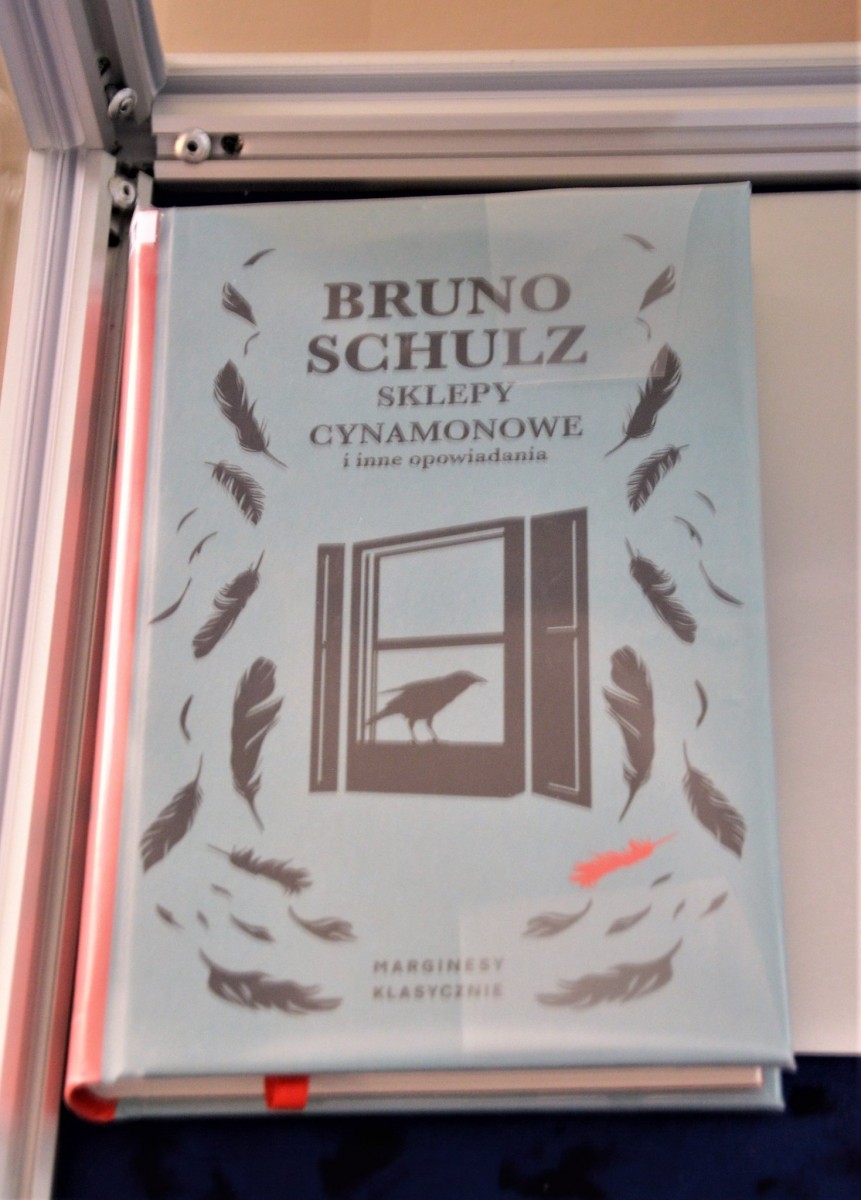 BRUNO
SCHULZ
SKLEPY
CYNAMONOWE
i inne opowiadania
MARGINESY
KLASYCZNIE